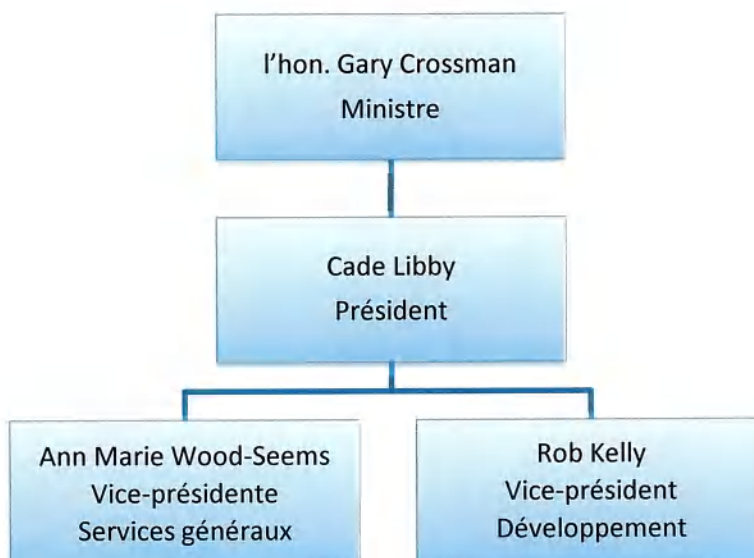 l'hon. Gary Crossman
Ministre
Cade Libby
Président
Ann Marie Wood-Seems
Vice-présidente
Services généraux
Rob Kelly
Vice-président
Développement